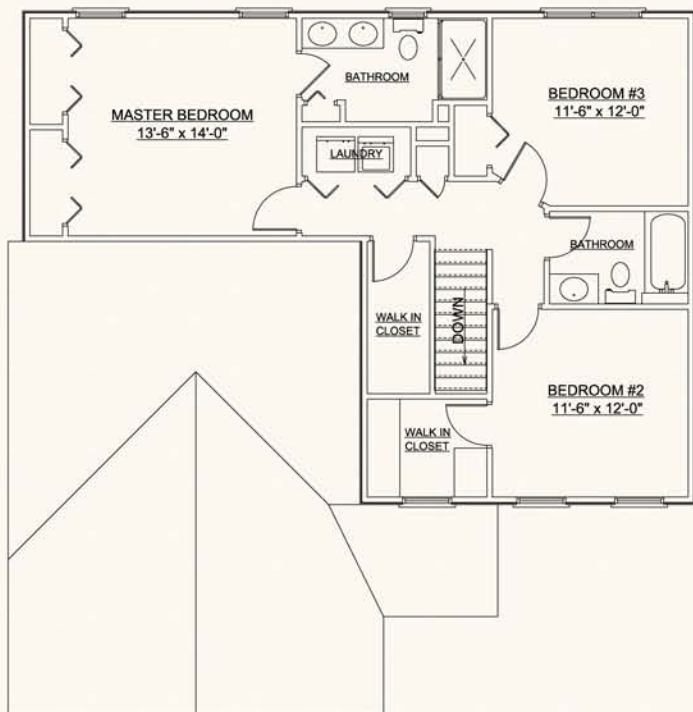 BATHROOM
MASTER BEDROOM
13'-6" x 14'-0"
BEDROOM #3
11'-6" x 12'-0"
LAUNDRY
BATHROOM
WALK IN
CLOSET
DOWN
BEDROOM #2
11'-6" x 12'-0"
WALK IN
CLOSET